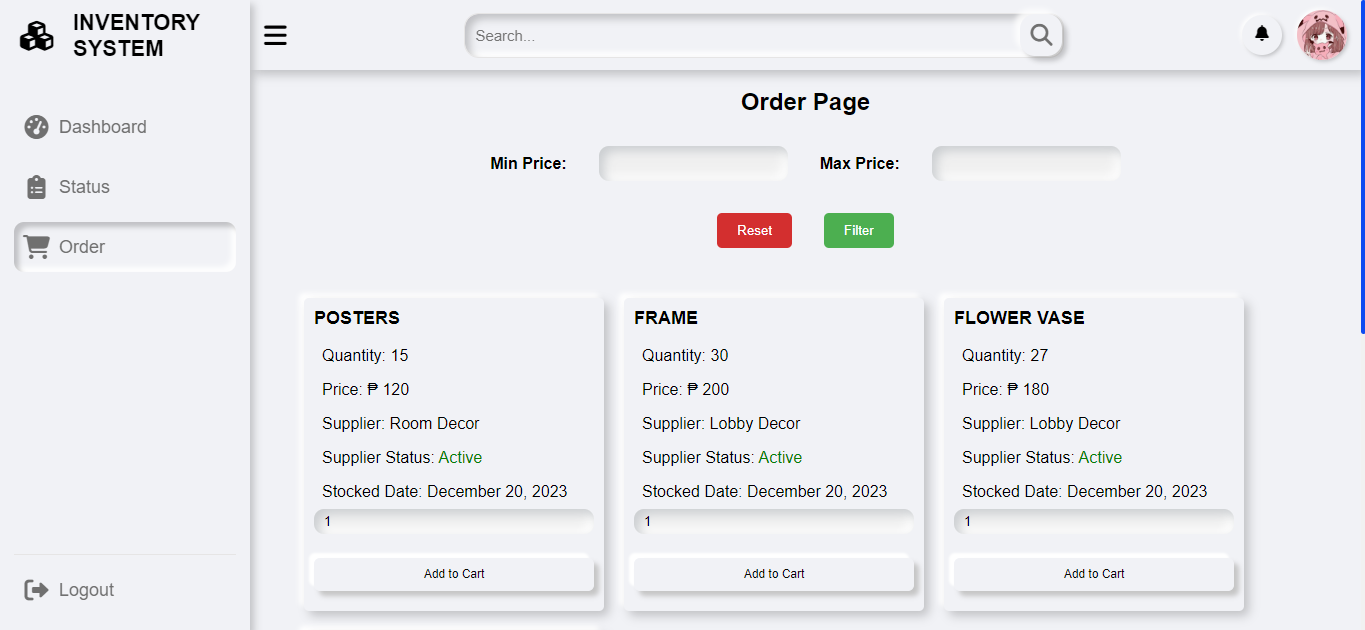 INVENTORY
SYSTEM
Search...
Dashboard
Status
Order
Logout
Order Page
Min Price:
Max Price:
Reset
Filter
POSTERS
Quantity: 15
Price: ₱ 120
Supplier: Room Decor
Supplier Status: Active
Stocked Date: December 20, 2023
1
Add to Cart
FRAME
Quantity: 30
Price: ₱ 200
Supplier: Lobby Decor
Supplier Status: Active
Stocked Date: December 20, 2023
1
Add to Cart
FLOWER VASE
Quantity: 27
Price: ₱ 180
Supplier: Lobby Decor
Supplier Status: Active
Stocked Date: December 20, 2023
1
Add to Cart